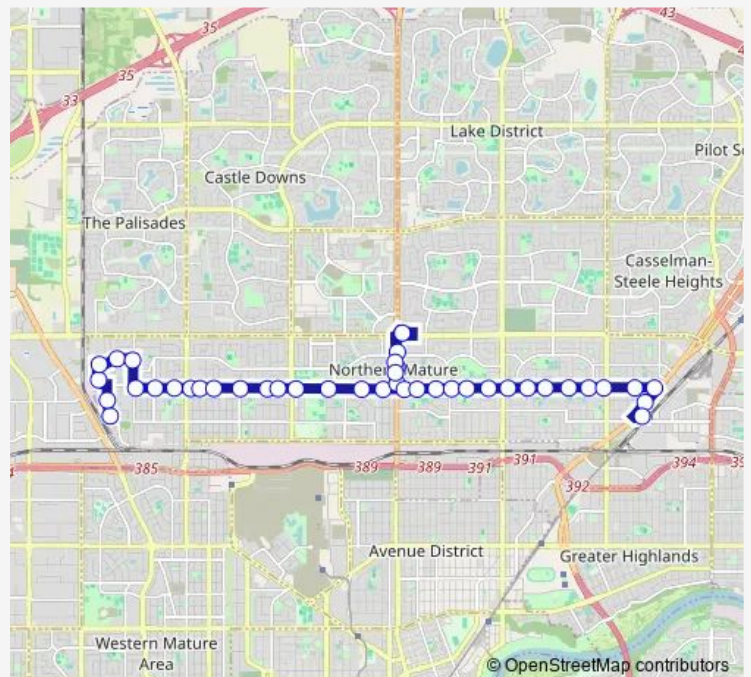 43
35
35
33
Lake District
Pilot So
Castle Downs
The Palisades
Casselman-
Steele Heights
Northern Mature
385
389
389
391
391
394
392
Avenue District
Greater Highlands
Western Mature
Area
© OpenStreetMap contributors